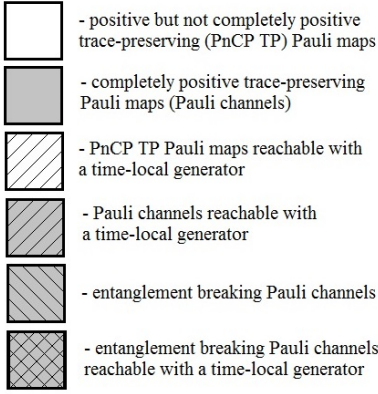 - positive but not completely positive
trace-preserving (PnCP TP) Pauli maps
- completely positive trace-preserving
Pauli maps (Pauli channels)
- PnCP TP Pauli maps reachable with
a time-local generator
- Pauli channels reachable with
a time-local generator
- entanglement breaking Pauli channels
- entanglement breaking Pauli channels
reachable with a time-local generator